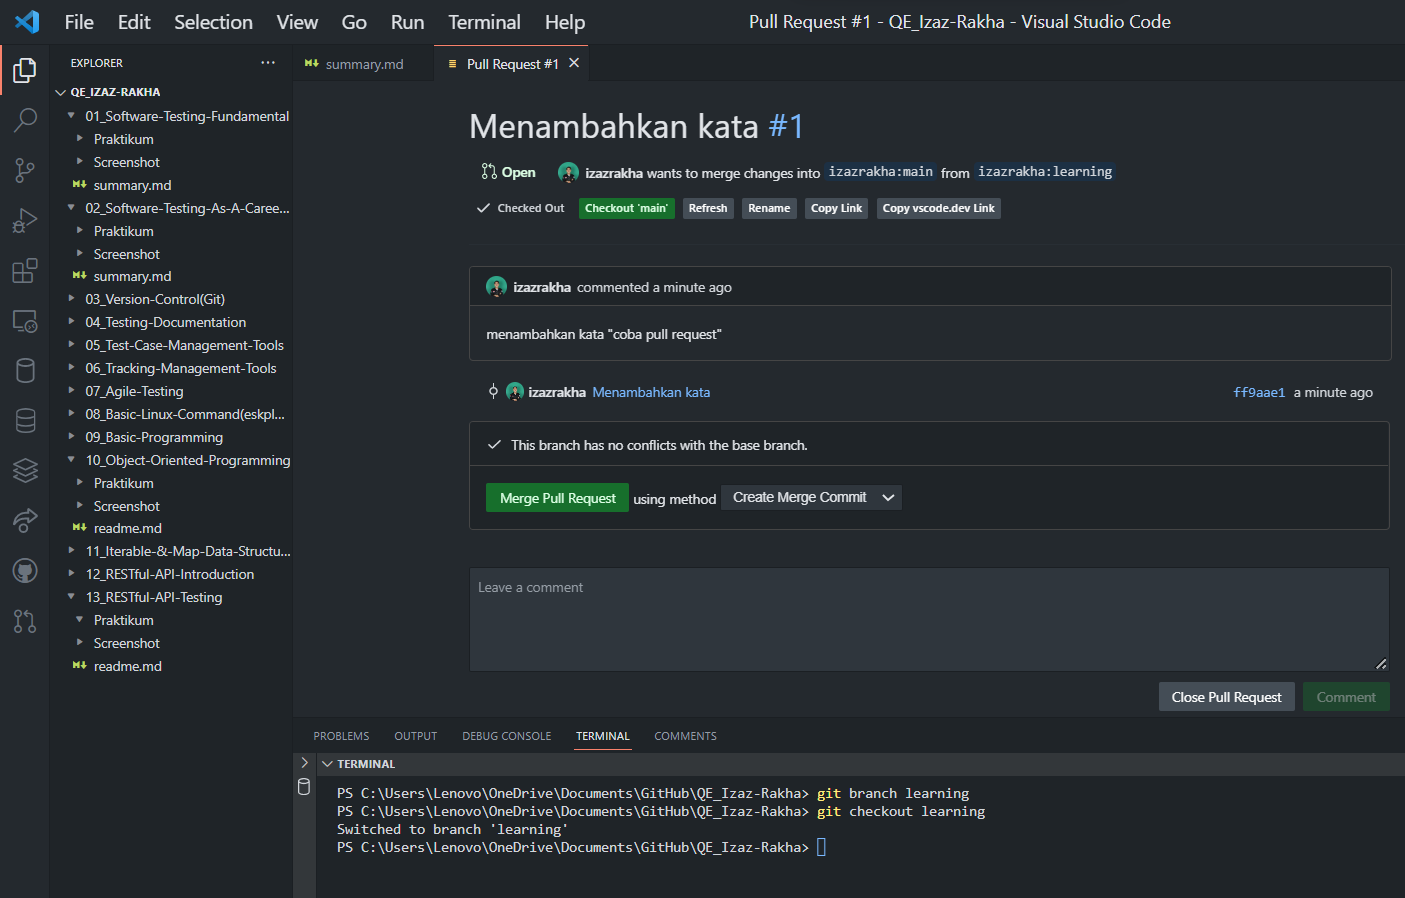 File Edit Selection View Go Run Terminal Help
Pull Request #1 - QE_Izaz-Rakha - Visual Studio Code
EXPLORER ...
QE_IZAZ-RAKHA
01_Software-Testing-Fundamental
Praktikum
Screenshot
summary.md
02_Software-Testing-As-A-Caree...
Praktikum
Screenshot
summary.md
03_Version-Control(Git)
04_Testing-Documentation
05_Test-Case-Management-Tools
06_Tracking-Management-Tools
07_Agile-Testing
08_Basic-Linux-Command(eskpl...
09_Basic-Programming
10_Object-Oriented-Programming
Praktikum
Screenshot
readme.md
11_Iterable-&-Map-Data-Structu...
12_RESTful-API-Introduction
13_RESTful-API-Testing
Praktikum
Screenshot
readme.md
summary.md
Pull Request #1
Menambahkan kata #1
Open izazrakha wants to merge changes into izazrakha:main from izazrakha:learning
Checked Out Checkout 'main' Refresh Rename Copy Link Copy vscode.dev Link
izazrakha commented a minute ago
menambahkan kata "coba pull request"
izazrakha Menambahkan kata ff9aae1 a minute ago
This branch has no conflicts with the base branch.
Merge Pull Request using method Create Merge Commit
Leave a comment
Close Pull Request Comment
PROBLEMS OUTPUT DEBUG CONSOLE TERMINAL COMMENTS
TERMINAL
PS C:\Users\Lenovo\OneDrive\Documents\GitHub\QE_Izaz-Rakha> git branch learning
PS C:\Users\Lenovo\OneDrive\Documents\GitHub\QE_Izaz-Rakha> git checkout learning
Switched to branch 'learning'
PS C:\Users\Lenovo\OneDrive\Documents\GitHub\QE_Izaz-Rakha>